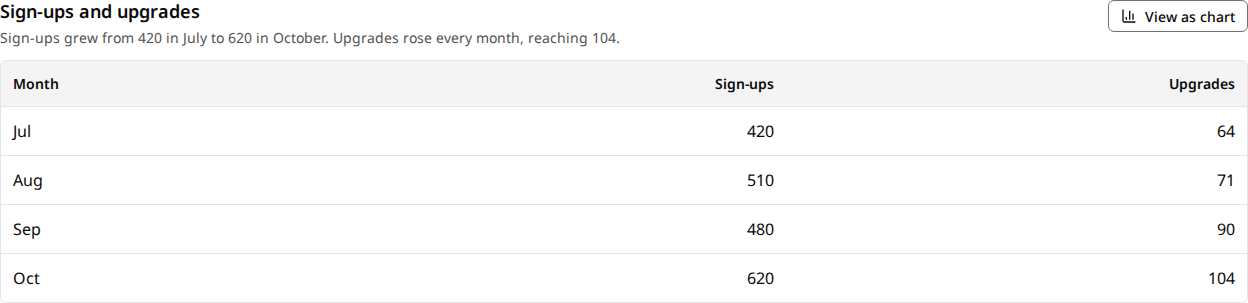 Sign-ups and upgrades
View as chart
Sign-ups grew from 420 in July to 620 in October. Upgrades rose every month, reaching 104.
Month Sign-ups Upgrades
Jul 420 64
Aug 510 71
Sep 480 90
Oct 620 104